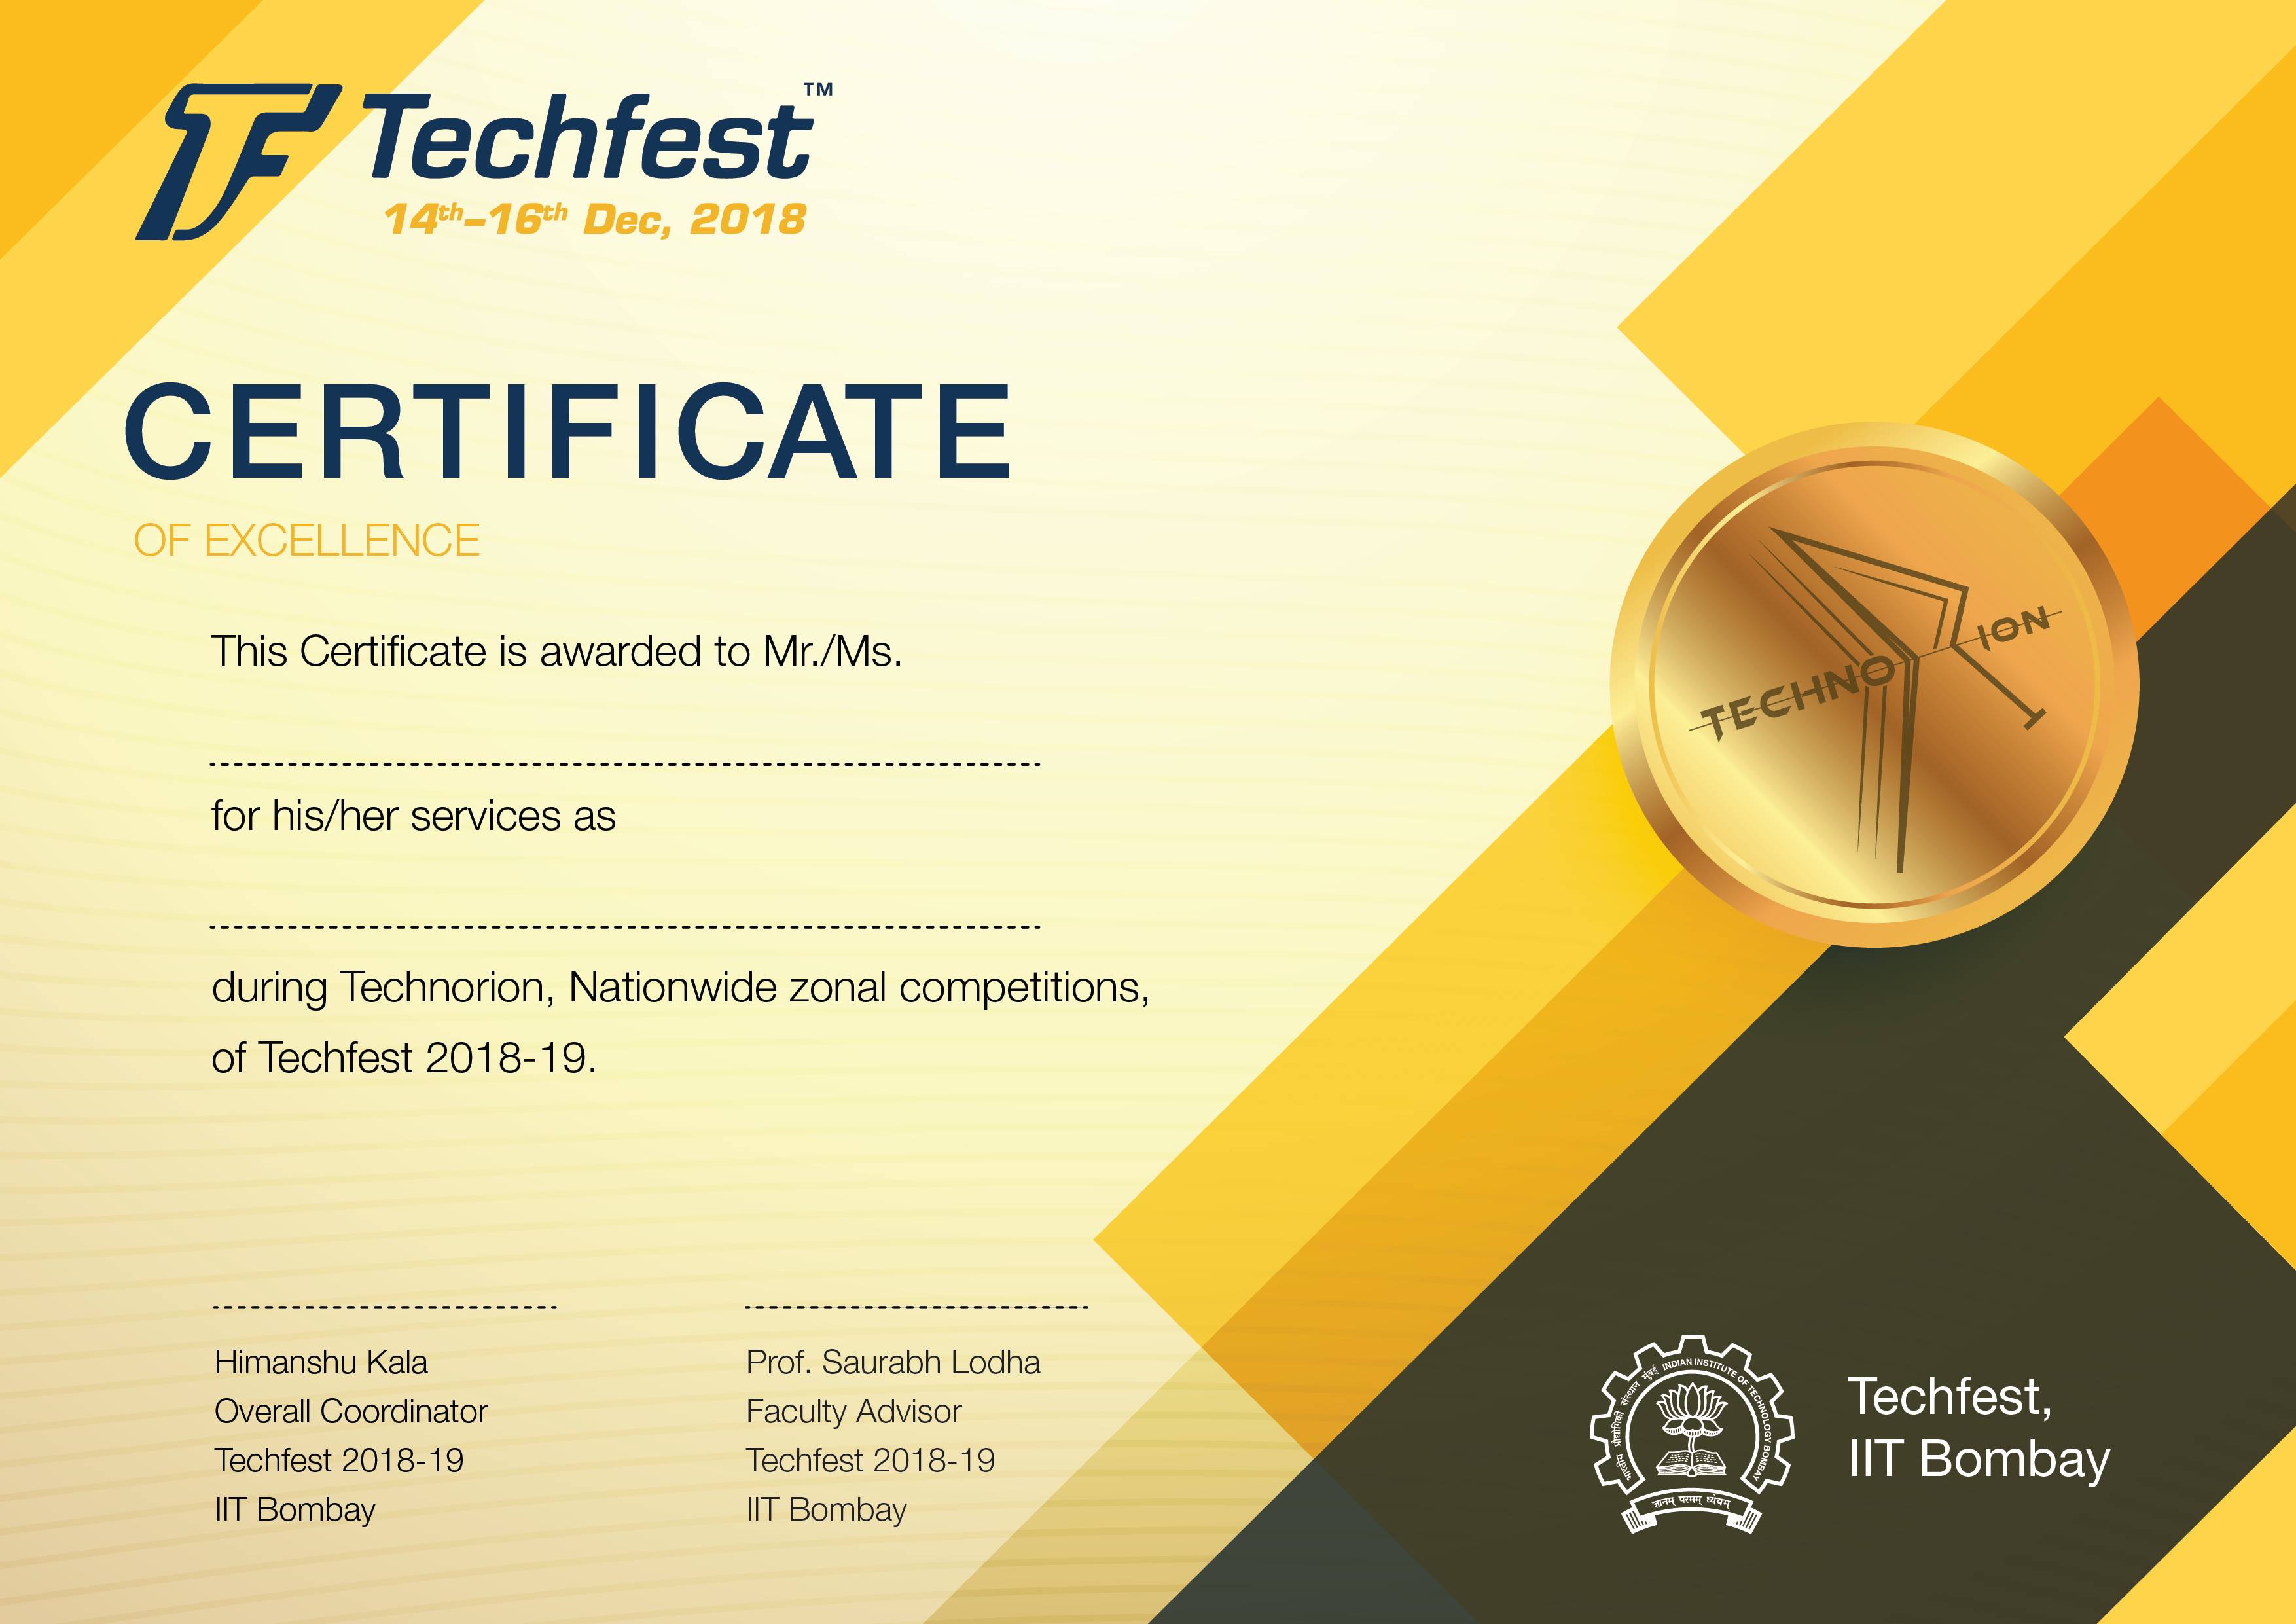 TF Techfest™
14th–16th Dec, 2018
CERTIFICATE
OF EXCELLENCE
This Certificate is awarded to Mr./Ms.
for his/her services as
during Technorion, Nationwide zonal competitions,
of Techfest 2018-19.
TECHNO ION
Himanshu Kala
Overall Coordinator
Techfest 2018-19
IIT Bombay
Prof. Saurabh Lodha
Faculty Advisor
Techfest 2018-19
IIT Bombay
भारतीय प्रौद्योगिकी संस्थान मुंबई INDIAN INSTITUTE OF TECHNOLOGY BOMBAY
ज्ञानम् परमम् ध्येयम्
Techfest,
IIT Bombay